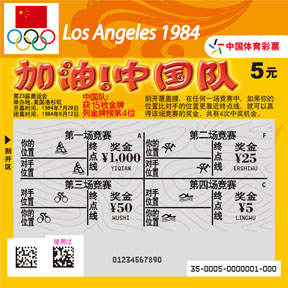 Los Angeles 1984
中国体育彩票
加油!中国队
5元
第23届奥运会
举办地:美国洛杉矶
开幕时间:1984年7月28日
闭幕时间:1984年8月12日
中国队:
获15枚金牌
列金牌榜第4位
刮开覆盖膜,在任何一场竞赛中,如果你的
位置比对手的位置更靠近终点线,就可以赢
得该场竞赛的奖金,共有4次中奖机会。
刮开区
第一场竞赛 A
你的位置 对手位置 终点线 奖金
¥1,000
YIQIAN
第二场竞赛 F
你的位置 对手位置 终点线 奖金
¥25
ERSHIWU
第三场竞赛
你的位置 对手位置 终点线 奖金
¥50
WUSHI
第四场竞赛 C
你的位置 对手位置 终点线 奖金
¥5
LINGWU
使用过
01234567890
35-0005-0000001-000